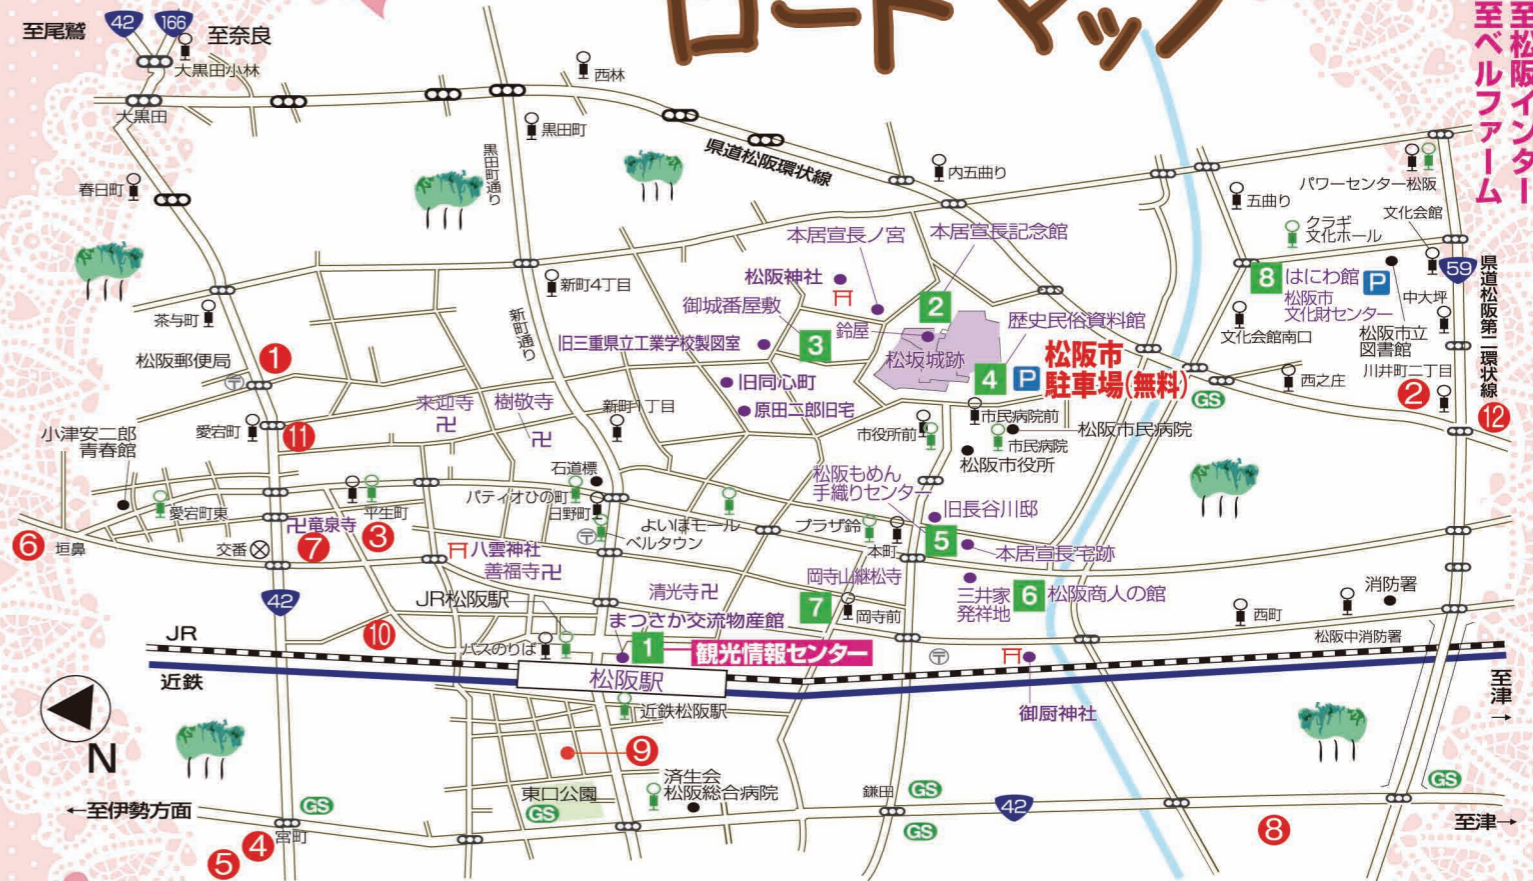 ロードマップ
至松阪インター
至ベルファーム
至尾鷲
42
166
至奈良
大黒田小林
大黒田
西林
黒田町
黒田町通り
県道松阪環状線
内五曲り
春日町
五曲り
パワーセンター松阪
文化会館
クラギ
文化ホール
59
県道松阪第二環状線
8
はにわ館
P
松阪市
文化財センター
中大坪
文化会館南口
松阪市立
図書館
川井町二丁目
2
12
西之庄
GS
本居宣長ノ宮
本居宣長記念館
松阪神社
2
御城番屋敷
3
鈴屋
歴史民俗資料館
松坂城跡
4
P
松阪市
駐車場(無料)
旧三重県立工業学校製図室
旧同心町
原田二郎旧宅
新町4丁目
新町通り
新町1丁目
茶与町
松阪郵便局
〒
1
愛宕町
11
来迎寺
卍
樹敬寺
卍
市民病院前
市役所前
市民病院
松阪市民病院
松阪市役所
小津安二郎
青春館
愛宕町東
平生町
石道標
パティオひの町
日野町
〒
ベルタウン
よいほモール
プラザ鈴
本町
松阪もめん
手織りセンター
旧長谷川邸
5
本居宣長宅跡
6
垣鼻
交番
卍竜泉寺
7
3
八雲神社
善福寺卍
清光寺卍
岡寺山継松寺
7
岡寺前
三井家
発祥地
6
松阪商人の館
西町
消防署
松阪中消防署
42
10
JR松阪駅
バスのりば
まつさか交流物産館
1
観光情報センター
JR
近鉄
松阪駅
近鉄松阪駅
〒
御厨神社
至津
→
N
9
東口公園
GS
済生会
松阪総合病院
鎌田
GS
GS
42
8
GS
至津→
←至伊勢方面
GS
宮町
4
5